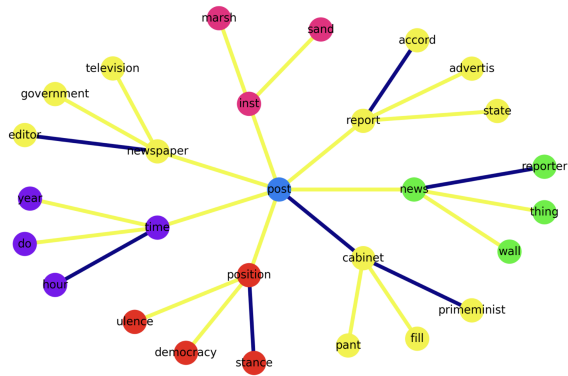 marsh
sand
accord
television
advertis
government
inst
state
report
editor
newspaper
reporter
post
news
year
thing
time
do
wall
cabinet
position
hour
primeminist
ulence
fill
pant
democracy
stance